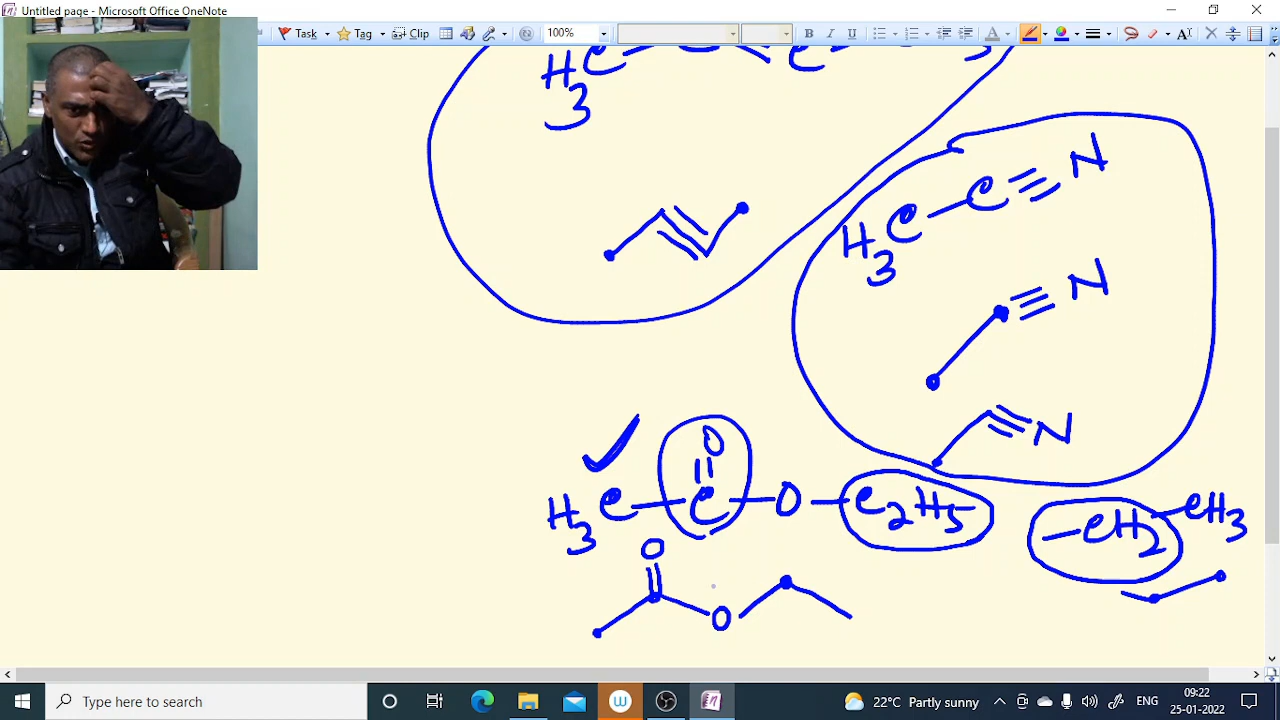 Untitled page - Microsoft Office OneNote
Task Tag Clip 100% B I U
H3C C
H3C-C≡N
≡N
N
O
H3C-C-O-C2H5
-CH2-CH3
O
O
Type here to search
22°C Partly sunny ENG 09:22
25-01-2022